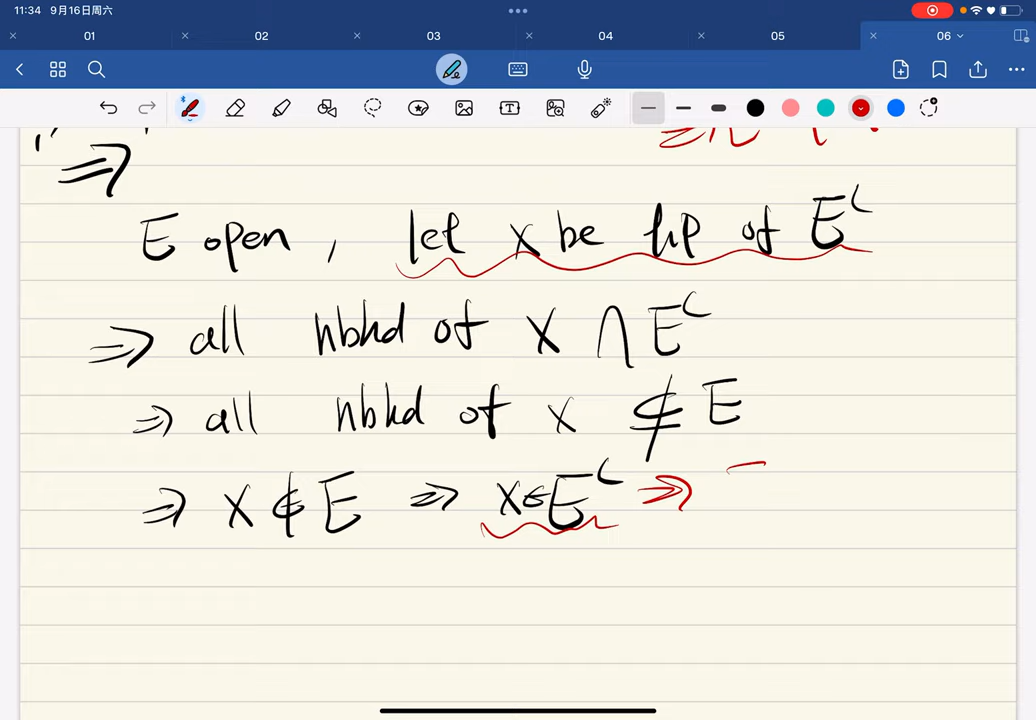 11:34 9月16日周六
01 02 03 04 05 06
⇒
E open , let x be lip of E^c
⇒ all nbhd of x ∩ E^c
⇒ all nbhd of x ⊄ E
⇒ x ∉ E ⇒ x ∈ E^c ⇒